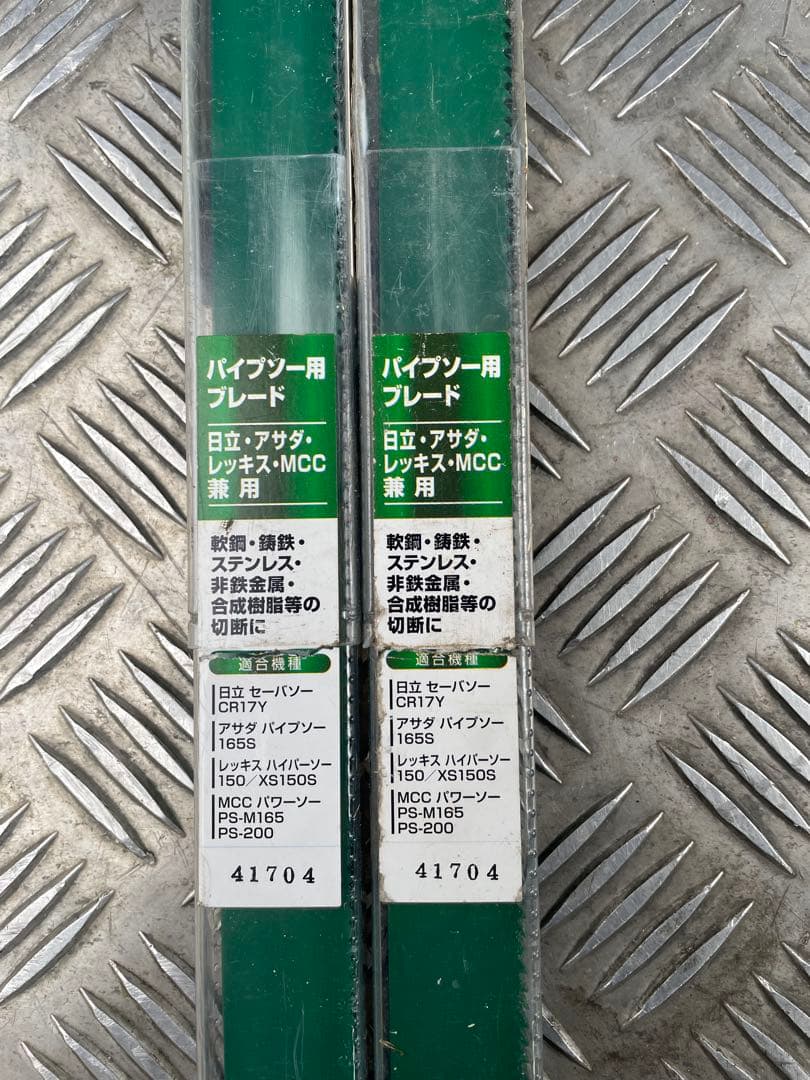 パイプソー用
ブレード
日立・アサダ・
レッキス・MCC
兼用
軟鋼・鋳鉄・
ステンレス・
非鉄金属・
合成樹脂等の
切断に
適合機種
日立 セーバソー
CR17Y
アサダ パイプソー
165S
レッキス ハイパーソー
150／XS150S
MCC パワーソー
PS-M165
PS-200
41704
パイプソー用
ブレード
日立・アサダ・
レッキス・MCC
兼用
軟鋼・鋳鉄・
ステンレス・
非鉄金属・
合成樹脂等の
切断に
適合機種
日立 セーバソー
CR17Y
アサダ パイプソー
165S
レッキス ハイパーソー
150／XS150S
MCC パワーソー
PS-M165
PS-200
41704